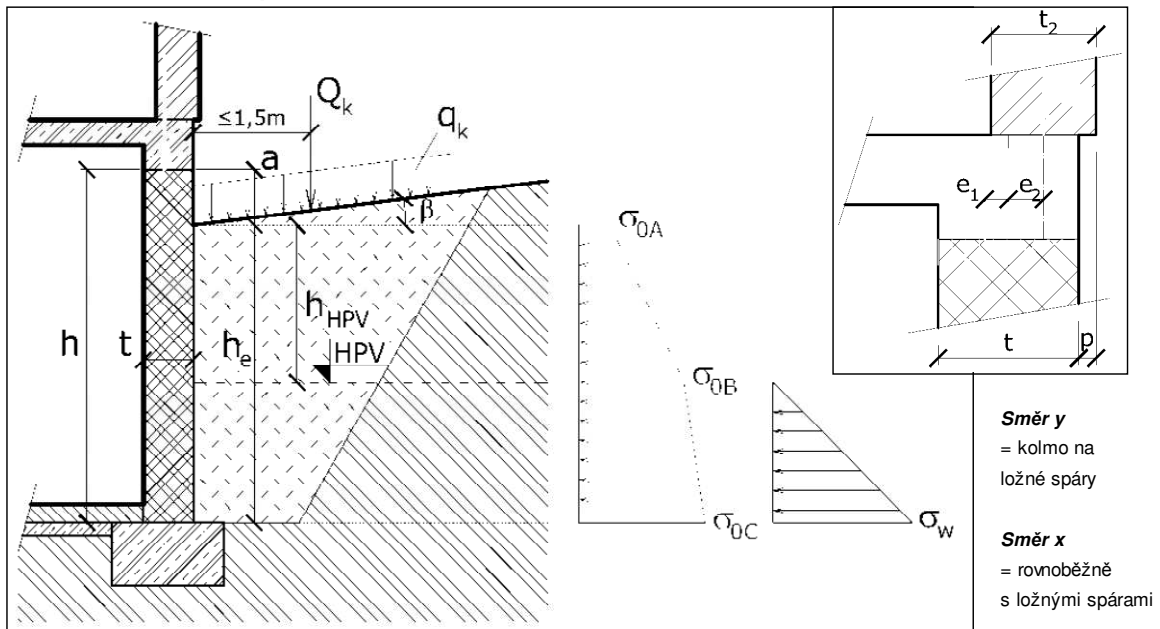 Q_k
≤1,5m
q_k
a
β
h_HPV
HPV
h
t
h_e
σ_0A
σ_0B
σ_0C
σ_w
t_2
e_1
e_2
t
p
Směr y
= kolmo na
ložné spáry
Směr x
= rovnoběžně
s ložnými spárami